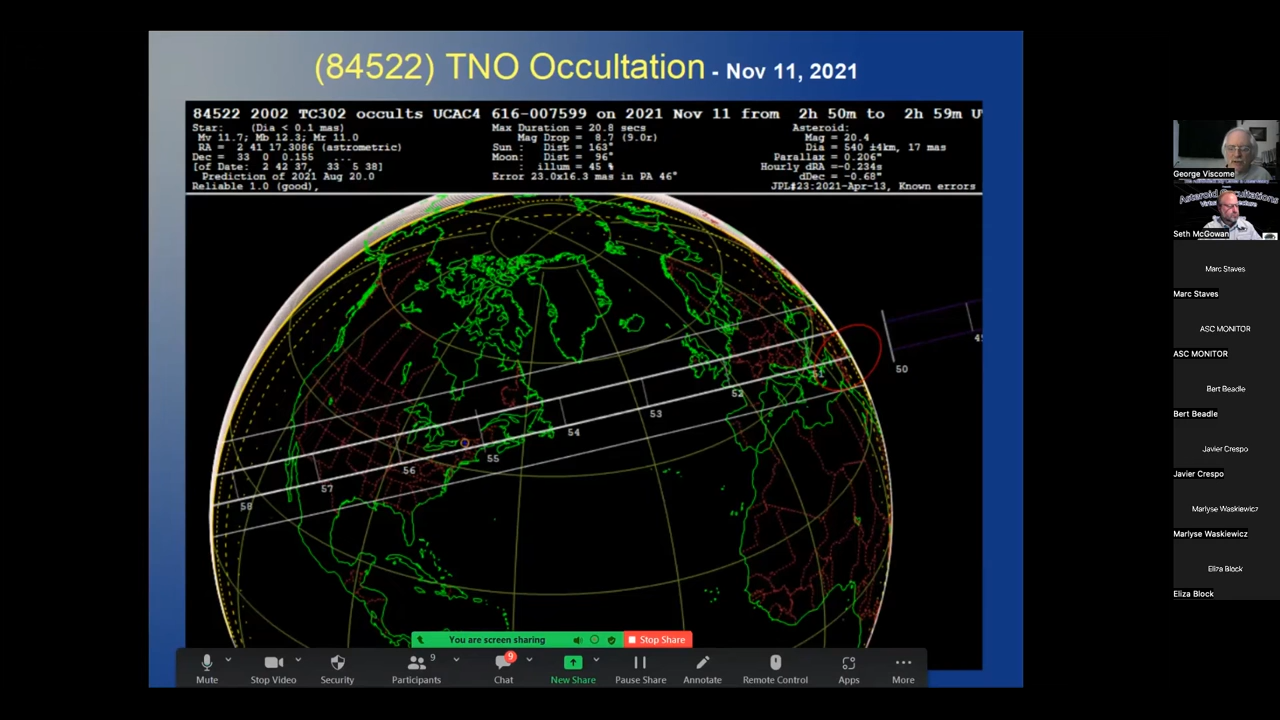 (84522) TNO Occultation - Nov 11, 2021
84522 2002 TC302 occults UCAC4 616-007599 on 2021 Nov 11 from 2h 50m to 2h 59m U
Star: (Dia < 0.1 mas)
Mv 11.7; Mb 12.3; Mr 11.0
RA = 2 41 17.3086 (astrometric)
Dec = 33 0 0.155 ...
[of Date: 2 42 37, 33 5 38]
Prediction of 2021 Aug 20.0
Reliable 1.0 (good),
Max Duration = 20.8 secs
Mag Drop = 8.7 (9.0r)
Sun : Dist = 163°
Moon: Dist = 96°
: illum = 45 %
Error 23.0x16.3 mas in PA 46°
Asteroid:
Mag = 20.4
Dia = 540 ±4km, 17 mas
Parallax = 0.206"
Hourly dRA =-0.234s
dDec = -0.68"
JPL#23:2021-Apr-13, Known errors
49
50
51
52
53
54
55
56
57
58
You are screen sharing
Stop Share
Mute
Stop Video
Security
Participants
9
Chat
9
New Share
Pause Share
Annotate
Remote Control
Apps
More
George Viscome
Asteroid Occultations
Seth McGowan
Marc Staves
Marc Staves
ASC MONITOR
ASC MONITOR
Bert Beadle
Bert Beadle
Javier Crespo
Javier Crespo
Marlyse Waskiewicz
Marlyse Waskiewicz
Eliza Block
Eliza Block